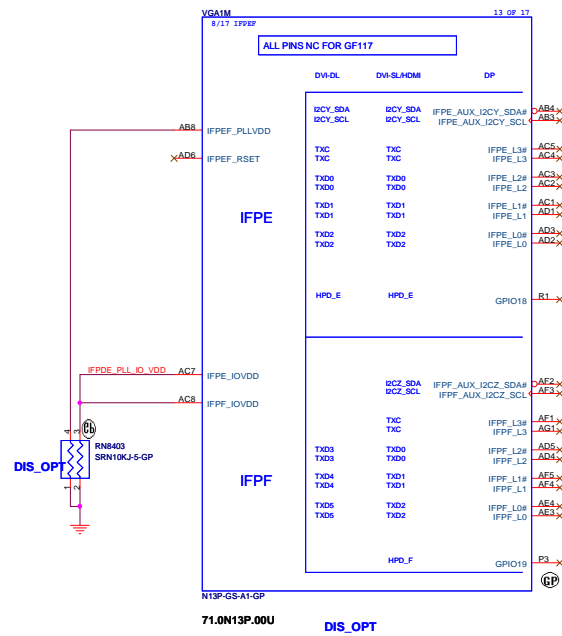 VGA1M 13 OF 17
8/17 IFPEF
ALL PINS NC FOR GF117
DVI-DL DVI-SL/HDMI DP
I2CY_SDA I2CY_SDA IFPE_AUX_I2CY_SDA# AB4
I2CY_SCL I2CY_SCL IFPE_AUX_I2CY_SCL AB3
AB8 IFPEF_PLLVDD
TXC TXC IFPE_L3# AC5
TXC TXC IFPE_L3 AC4
AD6 IFPEF_RSET
TXD0 TXD0 IFPE_L2# AC3
TXD0 TXD0 IFPE_L2 AC2
TXD1 TXD1 IFPE_L1# AC1
TXD1 TXD1 IFPE_L1 AD1
IFPE
TXD2 TXD2 IFPE_L0# AD3
TXD2 TXD2 IFPE_L0 AD2
HPD_E HPD_E GPIO18 R1
IFPDE_PLL_IO_VDD AC7 IFPE_IOVDD
I2CZ_SDA IFPF_AUX_I2CZ_SDA# AF2
I2CZ_SCL IFPF_AUX_I2CZ_SCL AF3
AC8 IFPF_IOVDD
TXC IFPF_L3# AF1
TXC IFPF_L3 AG1
4 3
RN8403
SRN10KJ-5-GP
TXD3 TXD0 IFPF_L2# AD5
TXD3 TXD0 IFPF_L2 AD4
DIS_OPT
1 2
IFPF
TXD4 TXD1 IFPF_L1# AF5
TXD4 TXD1 IFPF_L1 AF4
TXD5 TXD2 IFPF_L0# AE4
TXD5 TXD2 IFPF_L0 AE3
HPD_F GPIO19 P3
GP
N13P-GS-A1-GP
71.0N13P.00U
DIS_OPT